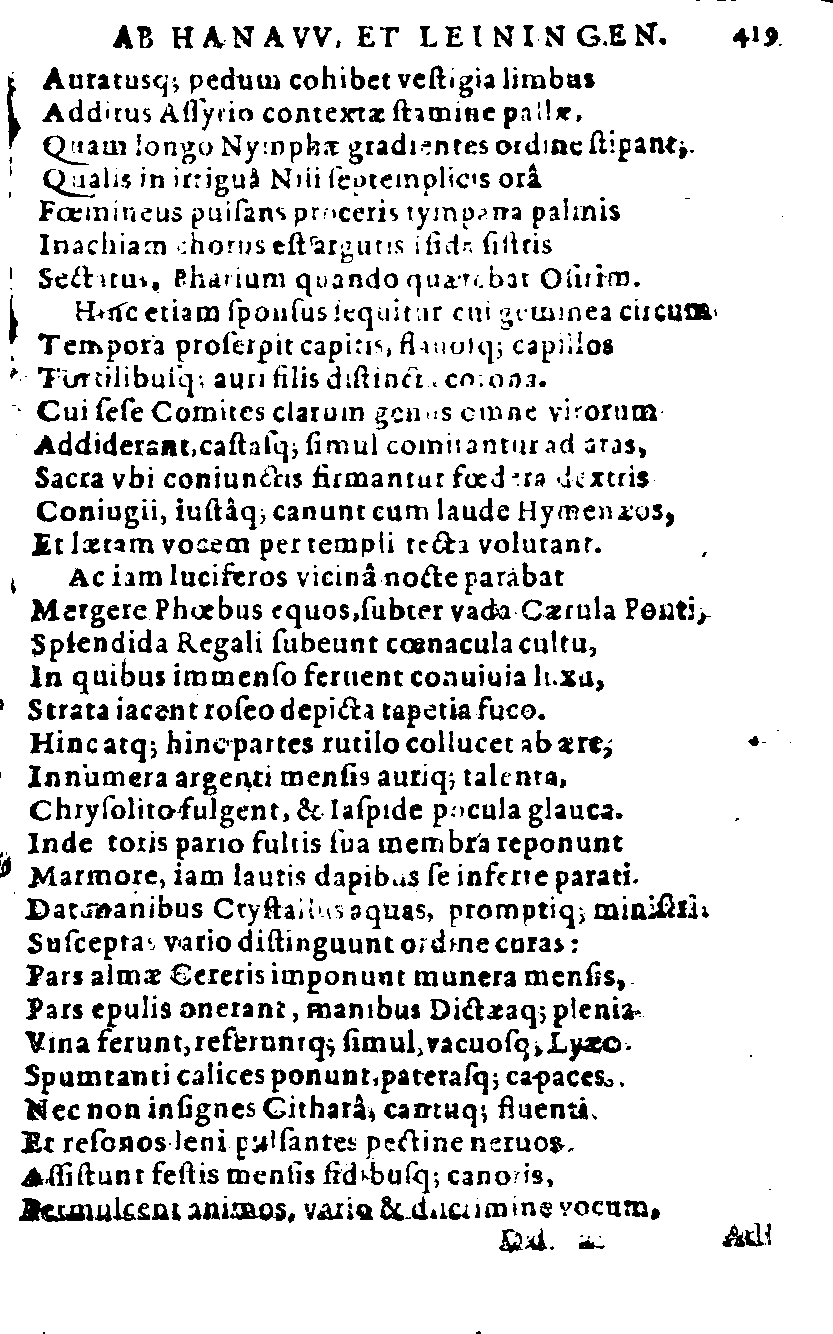 AB HANAVV, ET LEININGEN. 419
Auratusq; pedum cohibet veſtigia limbus
Additus Aſſyrio contextæ ſtamine pallæ,
Quam longo Nymphæ gradientes ordine ſtipant;
Qualis in irriguâ Nili ſeptemplicis orâ
Fœmineus pulſans proceris tympana palmis
Inachiam chorus eſt argutis iſida ſiſtris
Sectatus, Pharium quando quærebat Oſirim.
Hanc etiam ſponſus ſequitur cui gemmea circum
Tempora proſerpit capitis, flauoſq; capillos
Tortilibuſq; auri filis diſtincta corona.
Cui ſeſe Comites clarum genus omne virorum
Addiderant, caſtaſq; ſimul comitantur ad aras,
Sacra vbi coniunctis firmantur fœdera dextris
Coniugii, iuſtâq; canunt cum laude Hymenæos,
Et lætam vocem per templi tecta volutant.
Ac iam luciferos vicinâ nocte parabat
Mergere Phœbus equos, ſubter vada Cærula Ponti,
Splendida Regali ſubeunt cœnacula cultu,
In quibus immenſo feruent conuiuia luxu,
Strata iacent roſeo depicta tapetia fuco.
Hinc atq; hinc partes rutilo collucet ab ære,
Innumera argenti menſis auriq; talenta,
Chryſolito fulgent, & Iaſpide pocula glauca.
Inde toris pario fultis ſua membra reponunt
Marmore, iam lautis dapibus ſe inferre parati.
Dant manibus Cryſtallus aquas, promptiq; miniſtri
Suſceptas vario diſtinguunt ordine curas:
Pars almæ Cereris imponunt munera menſis,
Pars epulis onerant, manibus Dictæaq; plenis
Vina ferunt, referuntq; ſimul, vacuoſq; Lyæo
Spumtanti calices ponunt, pateraſq; capaces.
Nec non inſignes Citharâ, cantuq; fluenti
Et reſonos leni pulſantes pectine neruos,
Aſſiſtunt feſtis menſis fidibuſq; canoris,
Permulcent animos, vario & diſcrimine vocum,
Dd.